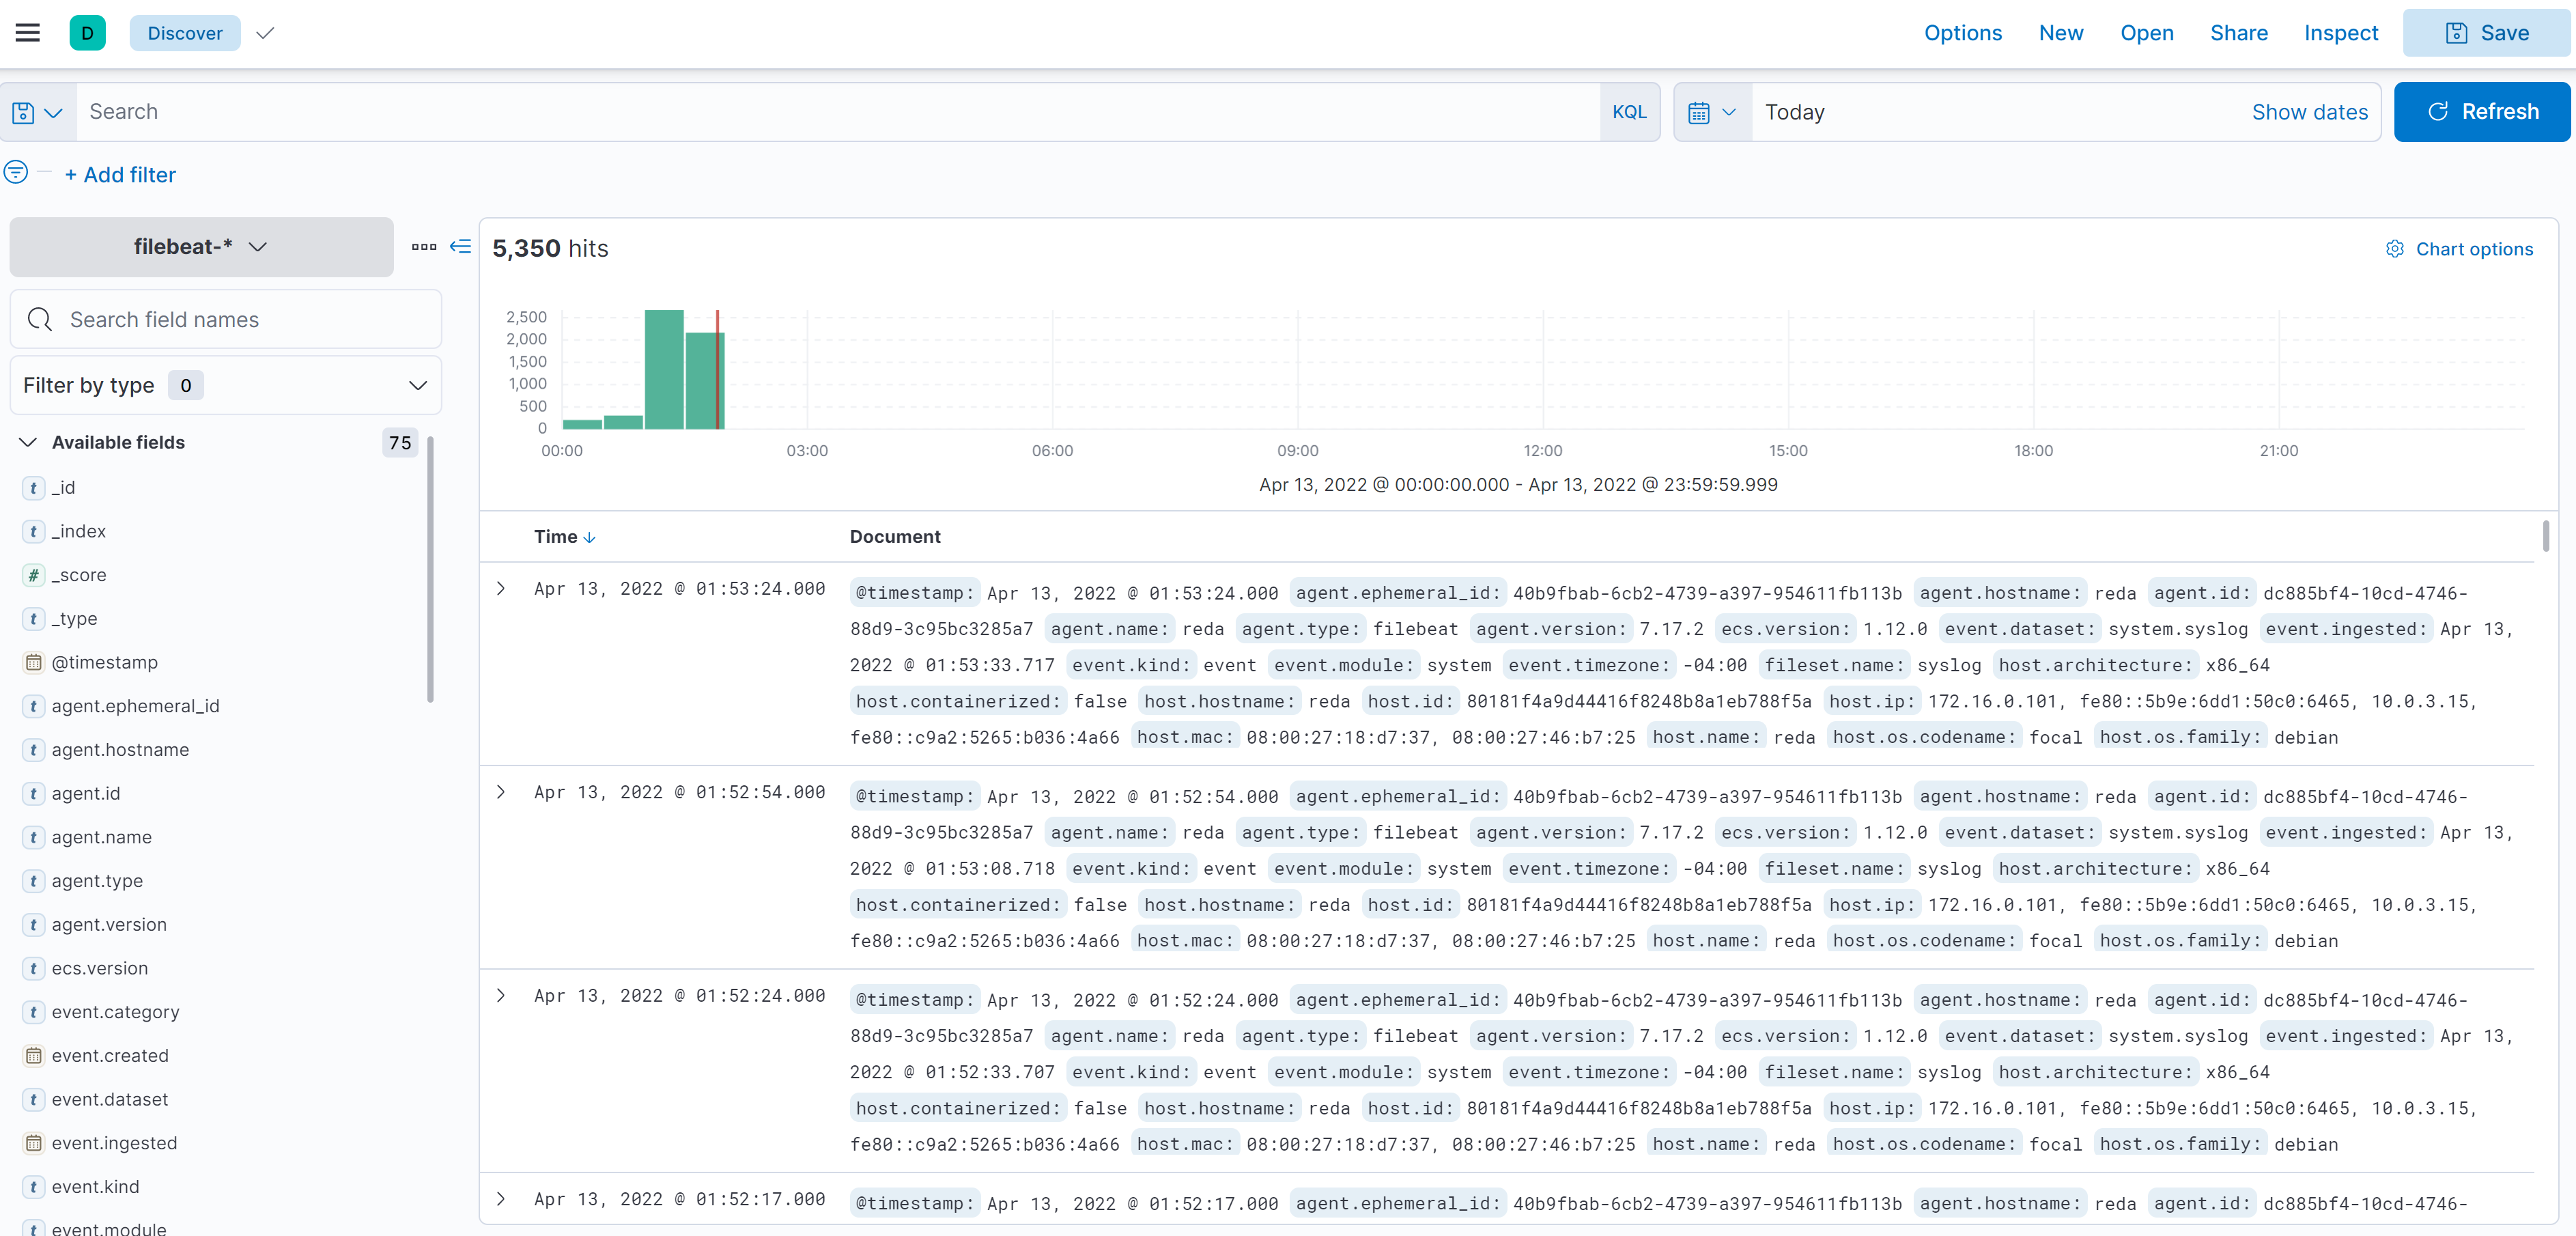 D Discover Options New Open Share Inspect Save
Search KQL Today Show dates Refresh
+ Add filter
filebeat-*
Search field names
Filter by type 0
Available fields 75
t _id
t _index
# _score
t _type
@timestamp
t agent.ephemeral_id
t agent.hostname
t agent.id
t agent.name
t agent.type
t agent.version
t ecs.version
t event.category
event.created
t event.dataset
event.ingested
t event.kind
t event.module
5,350 hits Chart options
2,500
2,000
1,500
1,000
500
0
00:00 03:00 06:00 09:00 12:00 15:00 18:00 21:00
Apr 13, 2022 @ 00:00:00.000 - Apr 13, 2022 @ 23:59:59.999
Time Document
Apr 13, 2022 @ 01:53:24.000 @timestamp: Apr 13, 2022 @ 01:53:24.000 agent.ephemeral_id: 40b9fbab-6cb2-4739-a397-954611fb113b agent.hostname: reda agent.id: dc885bf4-10cd-4746-
88d9-3c95bc3285a7 agent.name: reda agent.type: filebeat agent.version: 7.17.2 ecs.version: 1.12.0 event.dataset: system.syslog event.ingested: Apr 13,
2022 @ 01:53:33.717 event.kind: event event.module: system event.timezone: -04:00 fileset.name: syslog host.architecture: x86_64
host.containerized: false host.hostname: reda host.id: 80181f4a9d44416f8248b8a1eb788f5a host.ip: 172.16.0.101, fe80::5b9e:6dd1:50c0:6465, 10.0.3.15,
fe80::c9a2:5265:b036:4a66 host.mac: 08:00:27:18:d7:37, 08:00:27:46:b7:25 host.name: reda host.os.codename: focal host.os.family: debian
Apr 13, 2022 @ 01:52:54.000 @timestamp: Apr 13, 2022 @ 01:52:54.000 agent.ephemeral_id: 40b9fbab-6cb2-4739-a397-954611fb113b agent.hostname: reda agent.id: dc885bf4-10cd-4746-
88d9-3c95bc3285a7 agent.name: reda agent.type: filebeat agent.version: 7.17.2 ecs.version: 1.12.0 event.dataset: system.syslog event.ingested: Apr 13,
2022 @ 01:53:08.718 event.kind: event event.module: system event.timezone: -04:00 fileset.name: syslog host.architecture: x86_64
host.containerized: false host.hostname: reda host.id: 80181f4a9d44416f8248b8a1eb788f5a host.ip: 172.16.0.101, fe80::5b9e:6dd1:50c0:6465, 10.0.3.15,
fe80::c9a2:5265:b036:4a66 host.mac: 08:00:27:18:d7:37, 08:00:27:46:b7:25 host.name: reda host.os.codename: focal host.os.family: debian
Apr 13, 2022 @ 01:52:24.000 @timestamp: Apr 13, 2022 @ 01:52:24.000 agent.ephemeral_id: 40b9fbab-6cb2-4739-a397-954611fb113b agent.hostname: reda agent.id: dc885bf4-10cd-4746-
88d9-3c95bc3285a7 agent.name: reda agent.type: filebeat agent.version: 7.17.2 ecs.version: 1.12.0 event.dataset: system.syslog event.ingested: Apr 13,
2022 @ 01:52:33.707 event.kind: event event.module: system event.timezone: -04:00 fileset.name: syslog host.architecture: x86_64
host.containerized: false host.hostname: reda host.id: 80181f4a9d44416f8248b8a1eb788f5a host.ip: 172.16.0.101, fe80::5b9e:6dd1:50c0:6465, 10.0.3.15,
fe80::c9a2:5265:b036:4a66 host.mac: 08:00:27:18:d7:37, 08:00:27:46:b7:25 host.name: reda host.os.codename: focal host.os.family: debian
Apr 13, 2022 @ 01:52:17.000 @timestamp: Apr 13, 2022 @ 01:52:17.000 agent.ephemeral_id: 40b9fbab-6cb2-4739-a397-954611fb113b agent.hostname: reda agent.id: dc885bf4-10cd-4746-